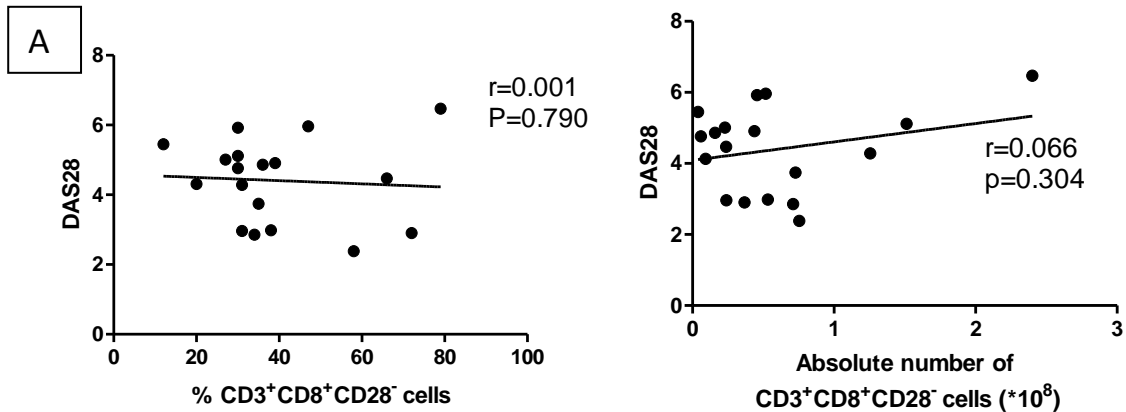 A
8
6
4
2
0
DAS28
0
20
40
60
80
100
% CD3⁺CD8⁺CD28⁻ cells
r=0.001
P=0.790
8
6
4
2
0
DAS28
0
1
2
3
Absolute number of
CD3⁺CD8⁺CD28⁻ cells (*10⁸)
r=0.066
p=0.304